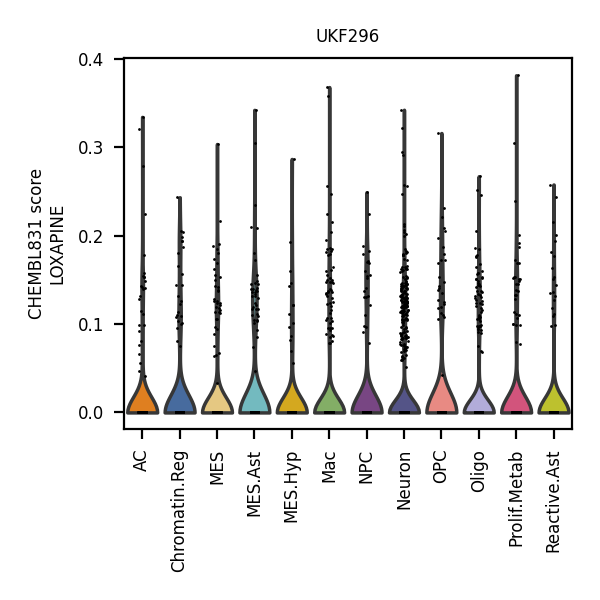 UKF296
CHEMBL831 score
LOXAPINE
0.4
0.3
0.2
0.1
0.0
AC
Chromatin.Reg
MES
MES.Ast
MES.Hyp
Mac
NPC
Neuron
OPC
Oligo
Prolif.Metab
Reactive.Ast